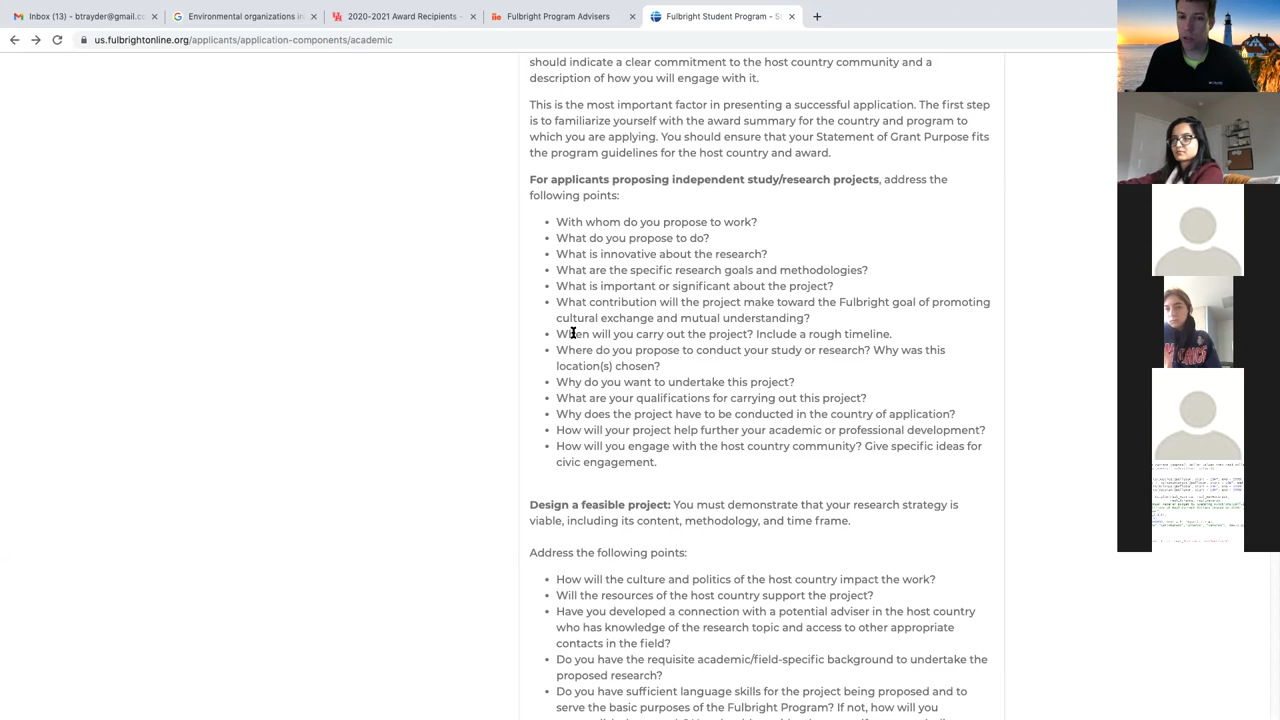 Inbox (9) - btrayder@gmail.co
Environmental organizations in
2020-2021 Award Recipients -
Fulbright Program Advisers
Fulbright Student Program - St
us.fulbrightonline.org/applicants/application-components/academic
should indicate a clear commitment to the host country community and a
description of how you will engage with it.
This is the most important factor in presenting a successful application. The first step
is to familiarize yourself with the award summary for the country and program to
which you are applying. You should ensure that your Statement of Grant Purpose fits
the program guidelines for the host country and award.
For applicants proposing independent study/research projects, address the
following points:
• With whom do you propose to work?
• What do you propose to do?
• What is innovative about the research?
• What are the specific research goals and methodologies?
• What is important or significant about the project?
• What contribution will the project make toward the Fulbright goal of promoting
cultural exchange and mutual understanding?
• When will you carry out the project? Include a rough timeline.
• Where do you propose to conduct your study or research? Why was this
location(s) chosen?
• Why do you want to undertake this project?
• What are your qualifications for carrying out this project?
• Why does the project have to be conducted in the country of application?
• How will your project help further your academic or professional development?
• How will you engage with the host country community? Give specific ideas for
civic engagement.
Design a feasible project: You must demonstrate that your research strategy is
viable, including its content, methodology, and time frame.
Address the following points:
• How will the culture and politics of the host country impact the work?
• Will the resources of the host country support the project?
• Have you developed a connection with a potential adviser in the host country
who has knowledge of the research topic and access to other appropriate
contacts in the field?
• Do you have the requisite academic/field-specific background to undertake the
proposed research?
• Do you have sufficient language skills for the project being proposed and to
serve the basic purposes of the Fulbright Program? If not, how will you